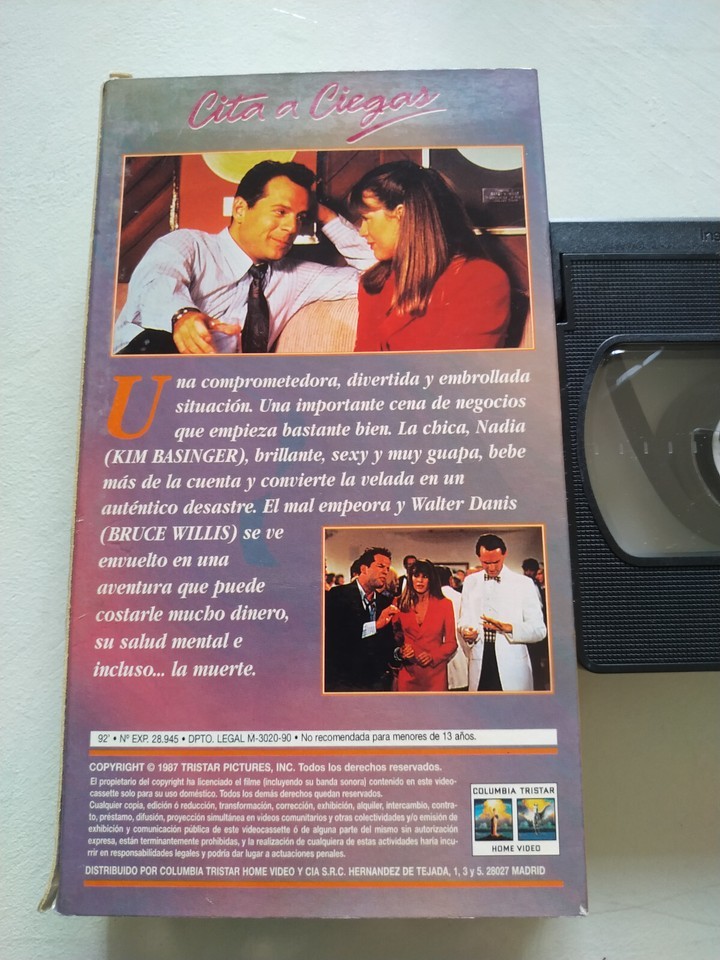 Cita a Ciegas
Una comprometedora, divertida y embrollada
situación. Una importante cena de negocios
que empieza bastante bien. La chica, Nadia
(KIM BASINGER), brillante, sexy y muy guapa, bebe
más de la cuenta y convierte la velada en un
auténtico desastre. El mal empeora y Walter Danis
(BRUCE WILLIS) se ve
envuelto en una
aventura que puede
costarle mucho dinero,
su salud mental e
incluso... la muerte.
92' • Nº EXP. 28.945 • DPTO. LEGAL M-3020-90 • No recomendada para menores de 13 años.
COPYRIGHT © 1987 TRISTAR PICTURES, INC. Todos los derechos reservados.
El propietario del copyright ha licenciado el filme (incluyendo su banda sonora) contenido en este video-
cassette solo para su uso doméstico. Todos los demás derechos quedan reservados.
Cualquier copia, edición ó reducción, transformación, corrección, exhibición, alquiler, intercambio, contra-
to, préstamo, difusión, proyección simultánea en videos comunitarios y otras colectividades y/o emisión de
exhibición y comunicación pública de este videocassette ó de alguna parte del mismo sin autorización
expresa, están terminantemente prohibidas, y la realización de cualquiera de estas actividades haría incu-
rrir en responsabilidades legales y podría dar lugar a actuaciones penales.
COLUMBIA TRISTAR
HOME VIDEO
DISTRIBUIDO POR COLUMBIA TRISTAR HOME VIDEO Y CIA S.R.C. HERNANDEZ DE TEJADA, 1, 3 y 5. 28027 MADRID